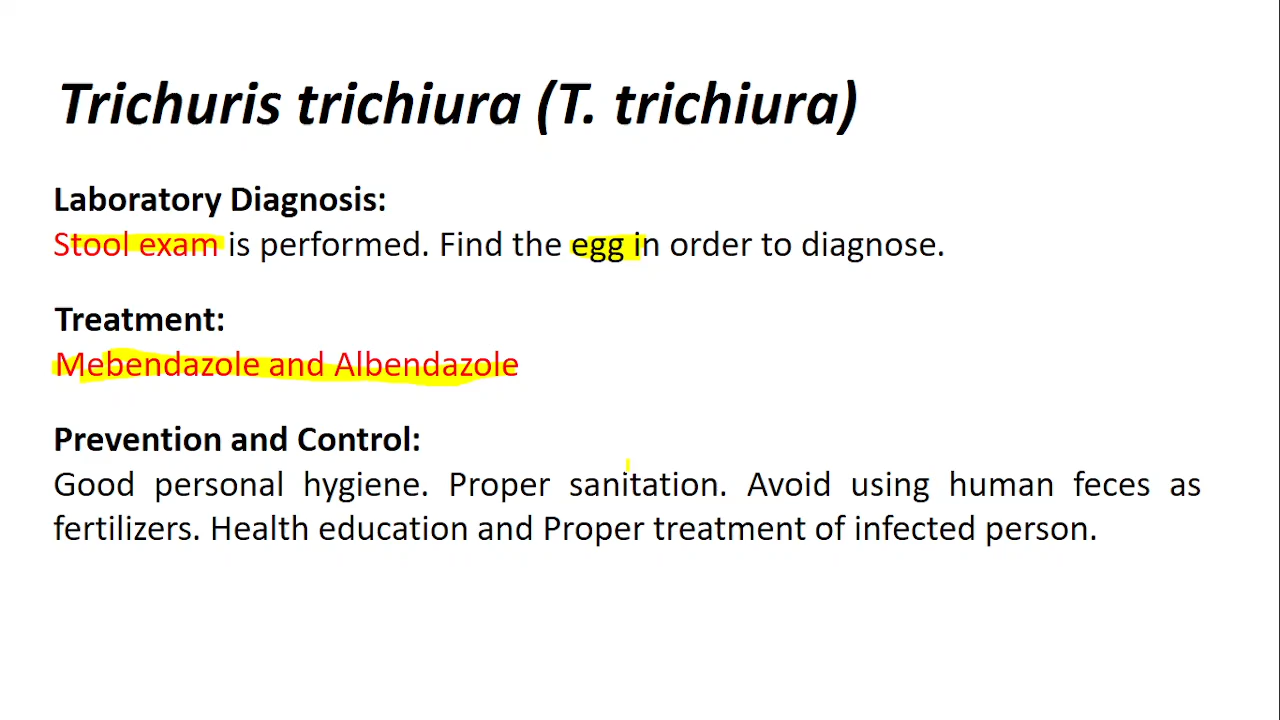 Trichuris trichiura (T. trichiura)
Laboratory Diagnosis:
Stool exam is performed. Find the egg in order to diagnose.
Treatment:
Mebendazole and Albendazole
Prevention and Control:
Good personal hygiene. Proper sanitation. Avoid using human feces as
fertilizers. Health education and Proper treatment of infected person.